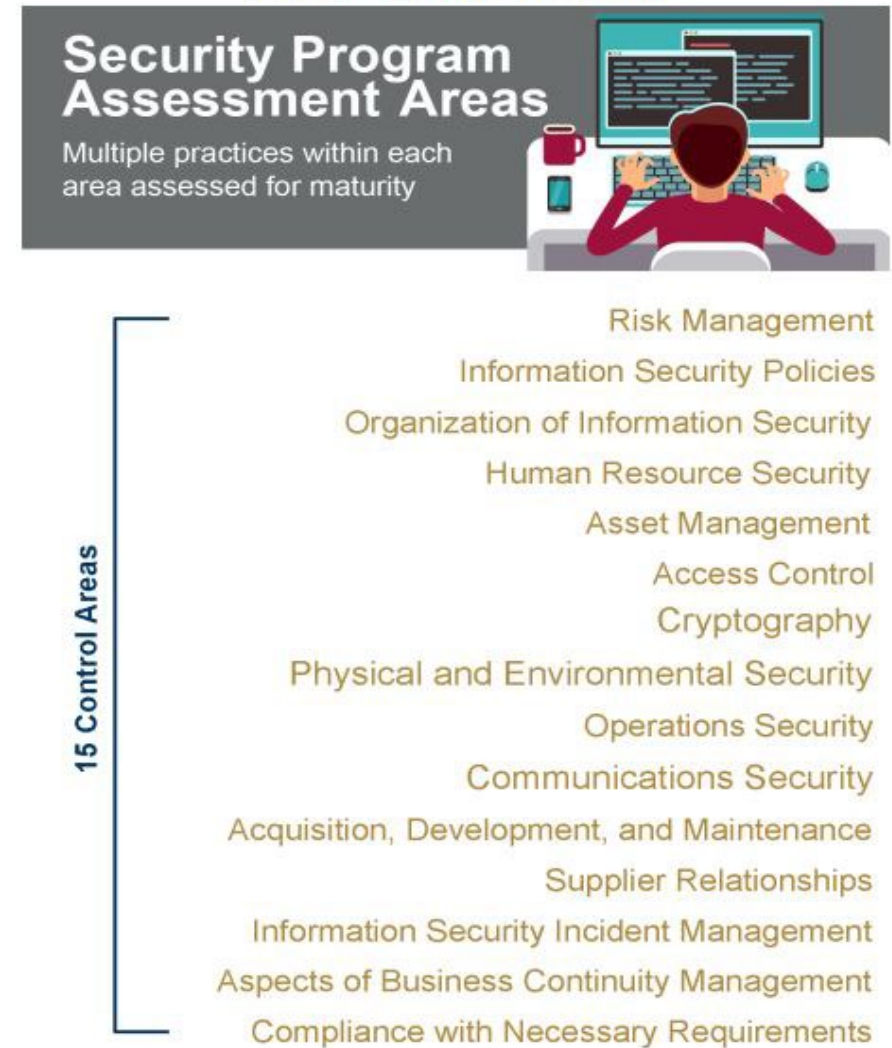 Security Program
Assessment Areas
Multiple practices within each
area assessed for maturity
15 Control Areas
Risk Management
Information Security Policies
Organization of Information Security
Human Resource Security
Asset Management
Access Control
Cryptography
Physical and Environmental Security
Operations Security
Communications Security
Acquisition, Development, and Maintenance
Supplier Relationships
Information Security Incident Management
Aspects of Business Continuity Management
Compliance with Necessary Requirements